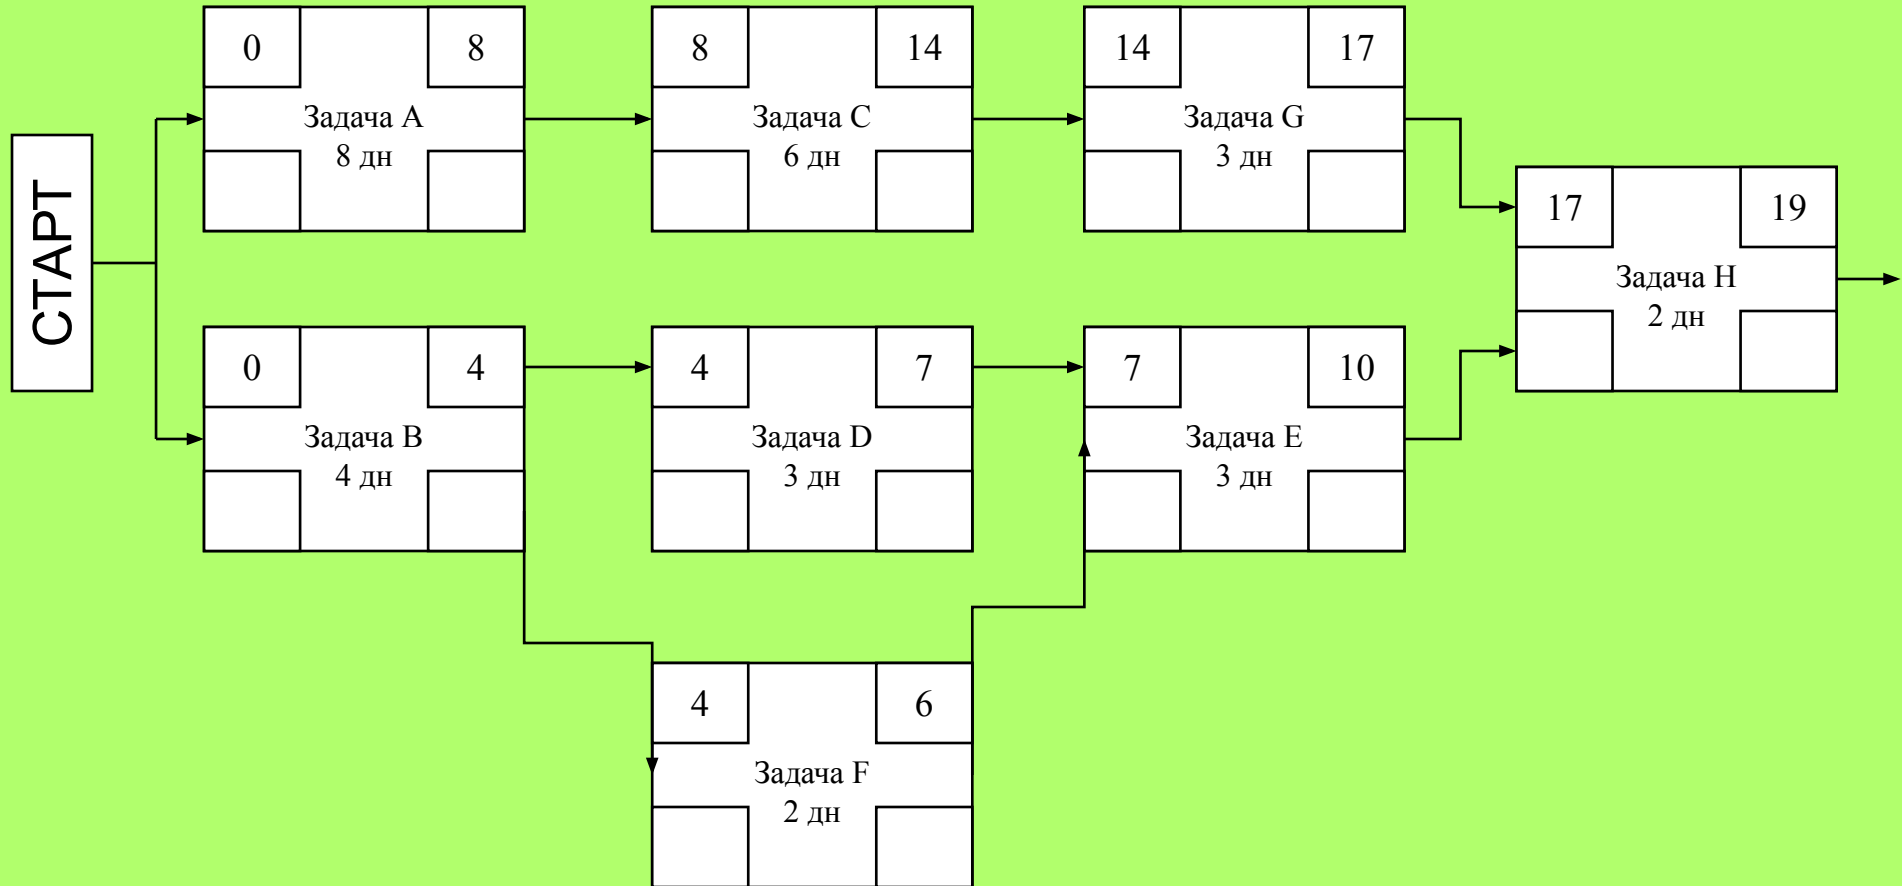 СТАРТ
0 8
Задача A
8 дн
8 14
Задача C
6 дн
14 17
Задача G
3 дн
17 19
Задача H
2 дн
0 4
Задача B
4 дн
4 7
Задача D
3 дн
7 10
Задача E
3 дн
4 6
Задача F
2 дн